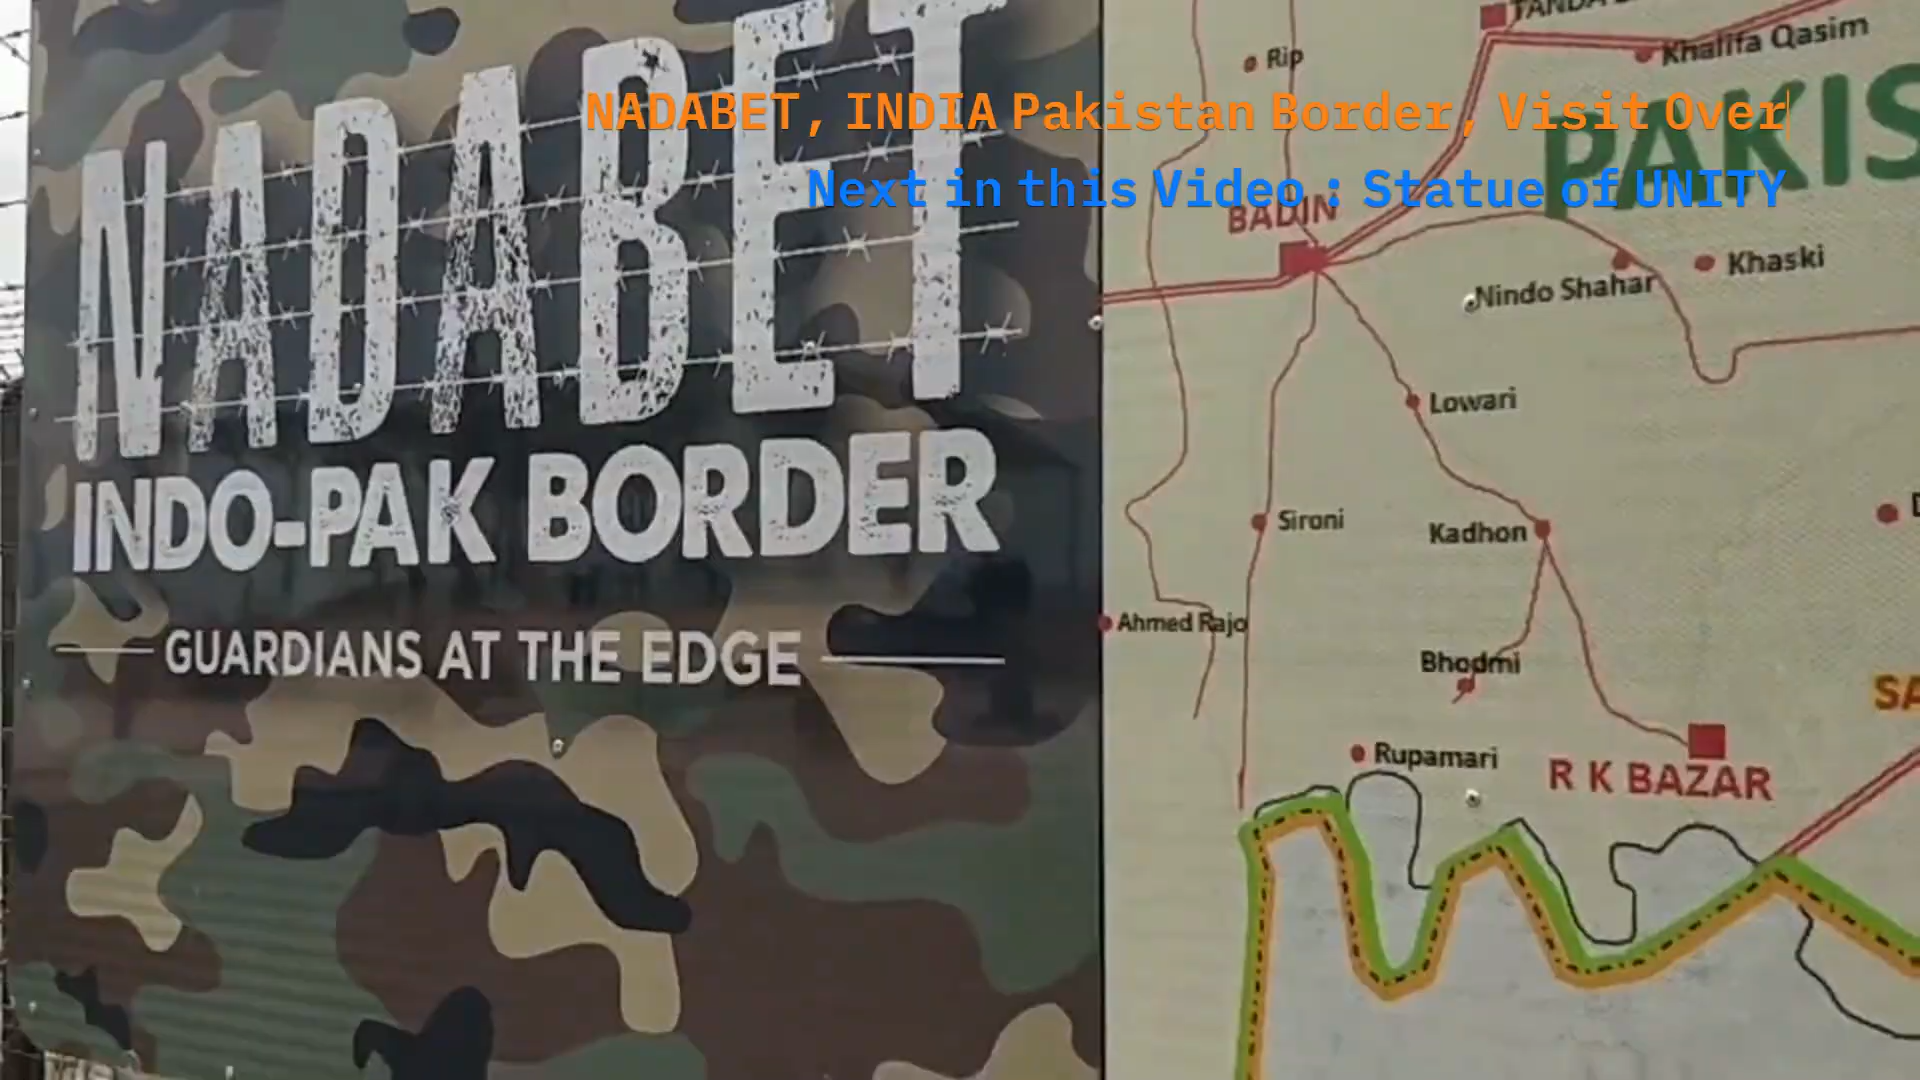 NADABET
INDO-PAK BORDER
GUARDIANS AT THE EDGE
NADABET, INDIA Pakistan Border, Visit Over
Next in this Video : Statue of UNITY
TANDA
Rip
Khalifa Qasim
BADIN
Nindo Shahar
Khaski
Lowari
Sironi
Kadhon
Ahmed Rajo
Bhodmi
Rupamari
R K BAZAR